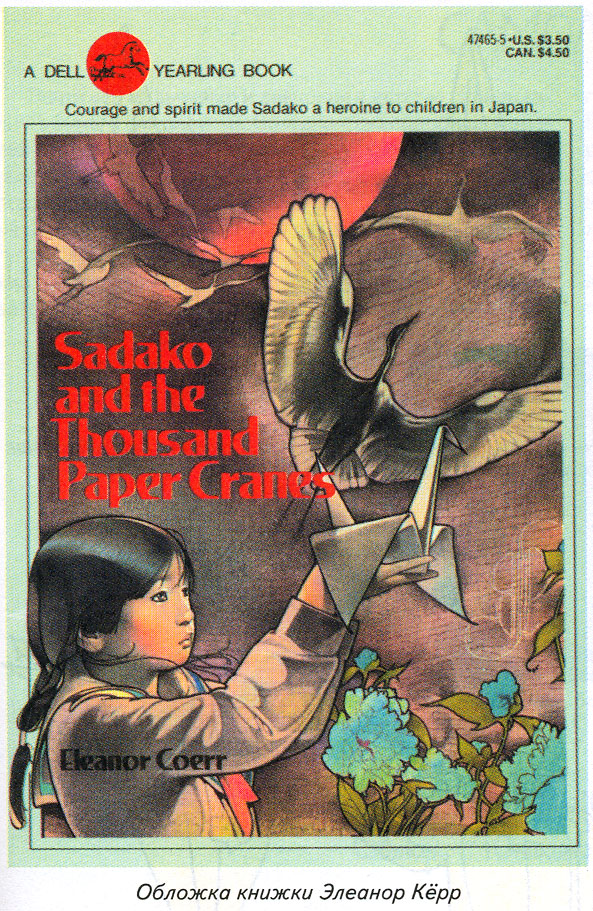 47465-5•U.S. $3.50
CAN. $4.50
A DELL YEARLING BOOK
Courage and spirit made Sadako a heroine to children in Japan.
Sadako
and the
Thousand
Paper Cranes
Eleanor Coerr
Обложка книжки Элеанор Кёрр